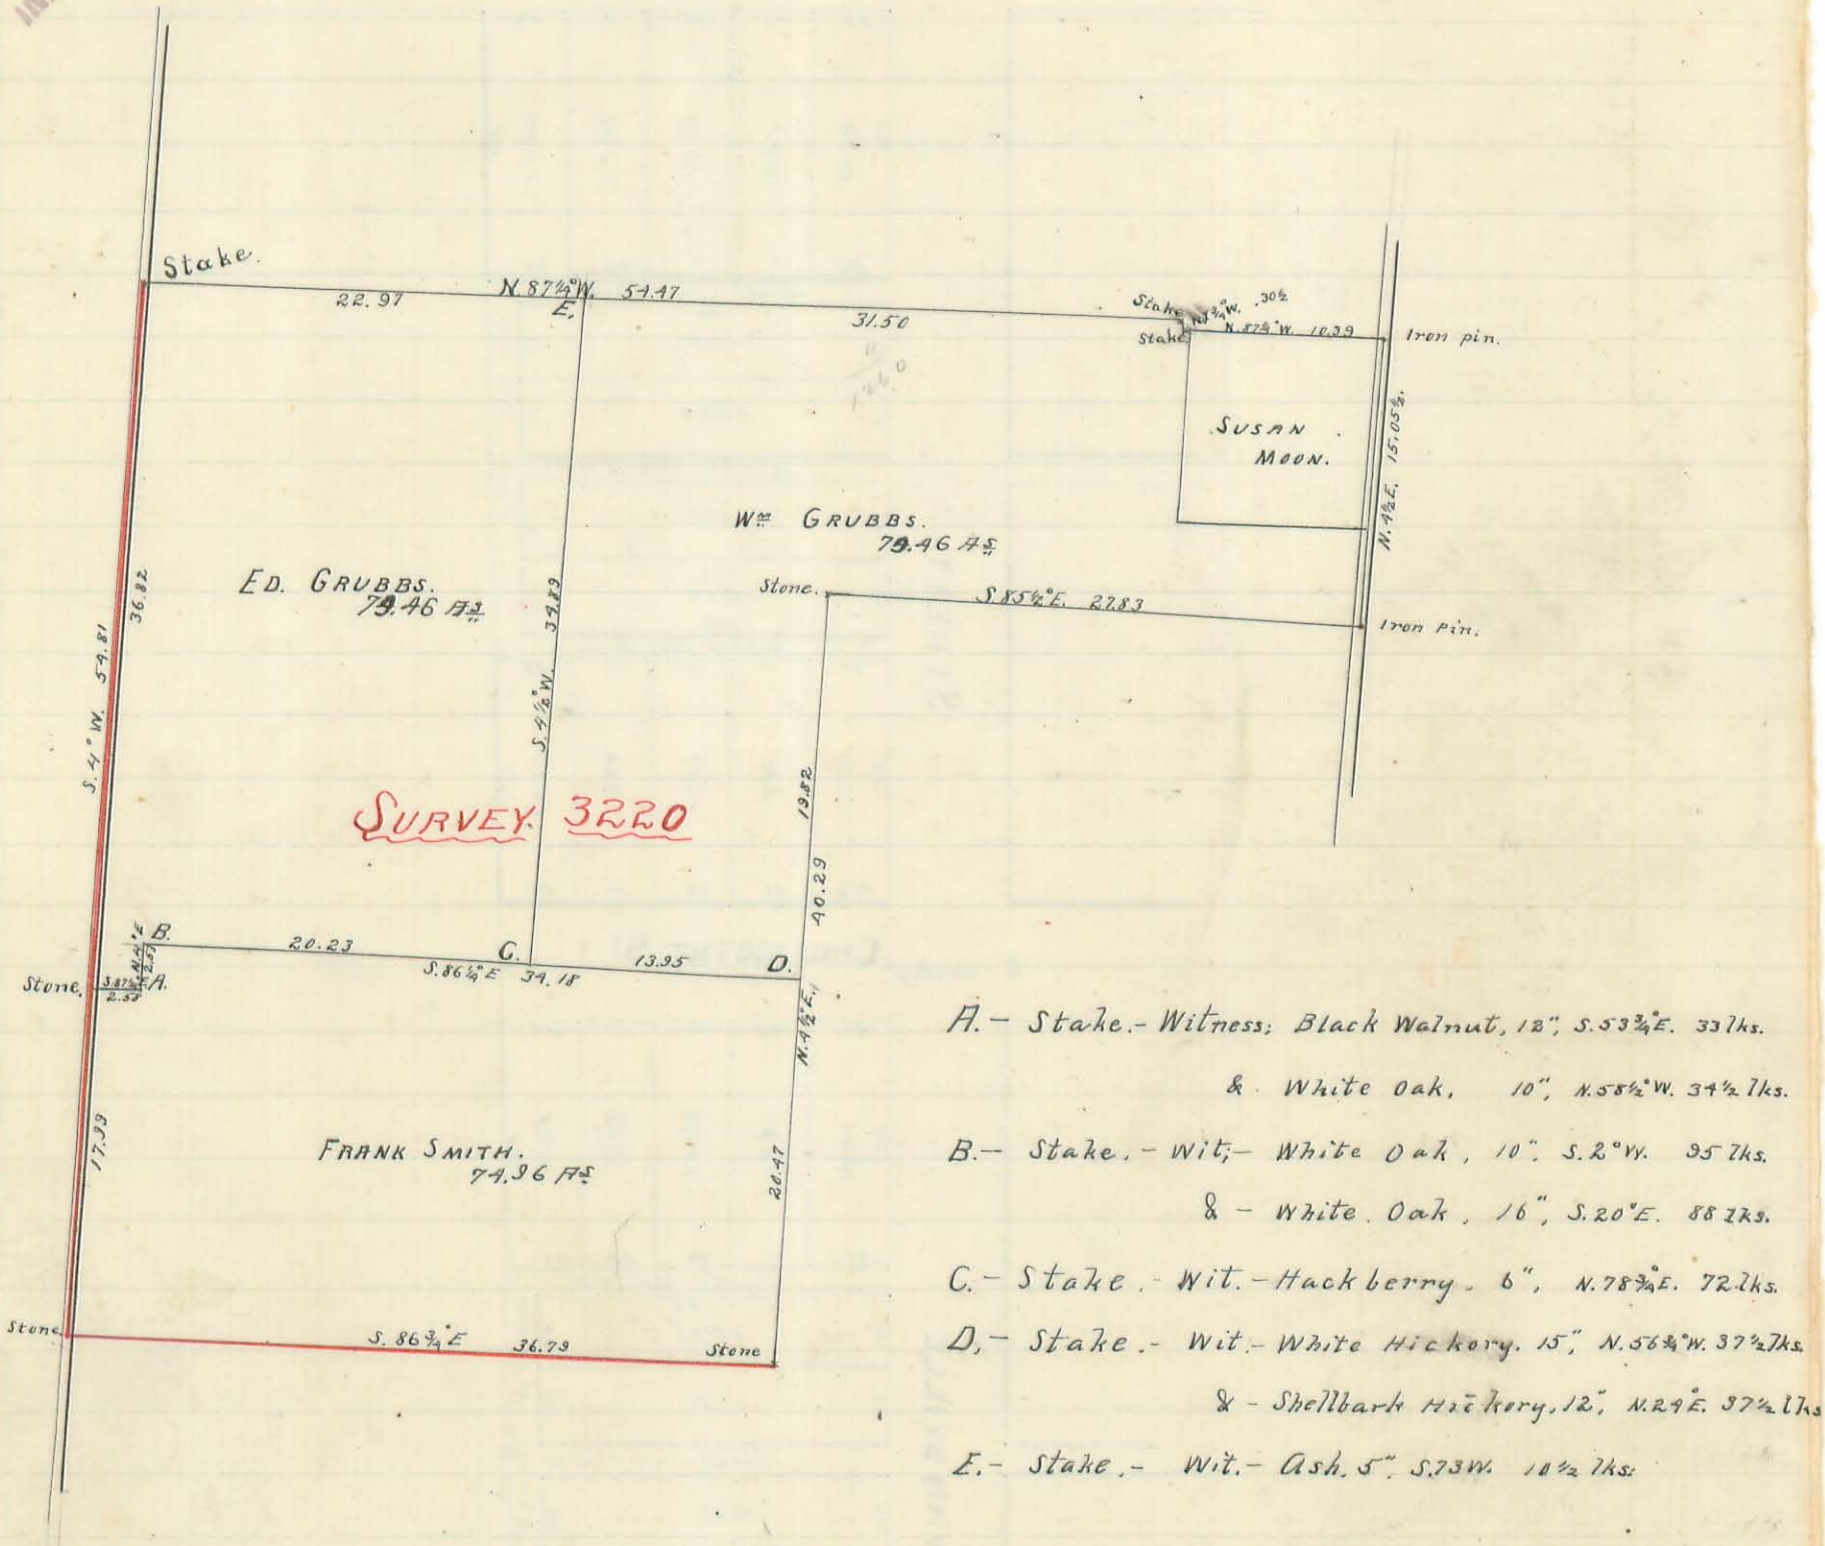 Stake.
22.97 N. 87¼° W. 54.47
E.
31.50
Stake
.30½
Stake
N. 87¾° W. 10.39
Iron pin.
SUSAN
MOON.
N. 4½ E. 15.05½
Wm GRUBBS.
79.46 As
ED. GRUBBS.
79.46 As
36.82
S. 4° W. 54.81
S. 4½° W. 34.89
Stone.
S. 85½° E. 27.83
Iron Pin.
SURVEY. 3220
19.82
40.29
N. 4½° E.
B.
20.23
C.
13.95
D.
S. 86¼° E 34.18
N. 4° E
Stone.
A.
17.99
FRANK SMITH.
74.96 As
20.47
Stone.
S. 86¾° E 36.79
Stone
A.- Stake.- Witness; Black Walnut, 12", S. 53¾° E. 33 lks.
& White Oak, 10", N. 58½° W. 34½ lks.
B.- Stake.- Wit;- White Oak, 10". S. 2° W. 95 lks.
& - White Oak, 16", S. 20° E. 88 lks.
C.- Stake.- Wit.- Hackberry. 6", N. 78¾° E. 72 lks.
D.- Stake.- Wit.- White Hickory. 15", N. 56¾° W. 37½ lks.
& - Shellbark Hickory, 12", N. 24° E. 37½ lks
E.- Stake.- Wit.- Ash. 5". S. 73 W. 10½ lks.